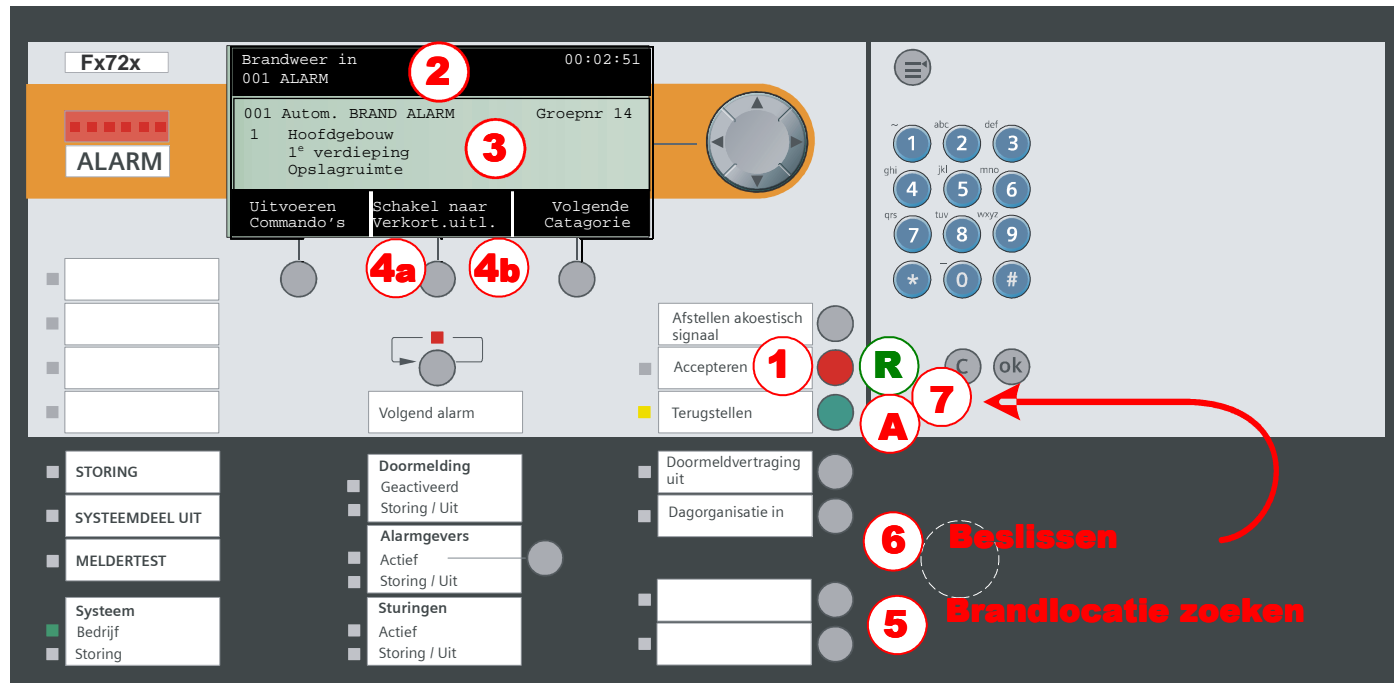 Fx72x
ALARM
Brandweer in 00:02:51
001 ALARM
2
001 Autom. BRAND ALARM Groepnr 14
1 Hoofdgebouw
1e verdieping
Opslagruimte
3
Uitvoeren Commando's
Schakel naar Verkort.uitl.
Volgende Catagorie
4a
4b
~
1
abc
2
def
3
ghi
4
jkl
5
mno
6
qrs
7
tuv
8
wxyz
9
*
_
0
#
Afstellen akoestisch
signaal
Accepteren
1
R
C
ok
Volgend alarm
Terugstellen
A
7
STORING
SYSTEEMDEEL UIT
MELDERTEST
Systeem
Bedrijf
Storing
Doormelding
Geactiveerd
Storing / Uit
Alarmgevers
Actief
Storing / Uit
Sturingen
Actief
Storing / Uit
Doormeldvertraging
uit
Dagorganisatie in
6 Beslissen
5 Brandlocatie zoeken